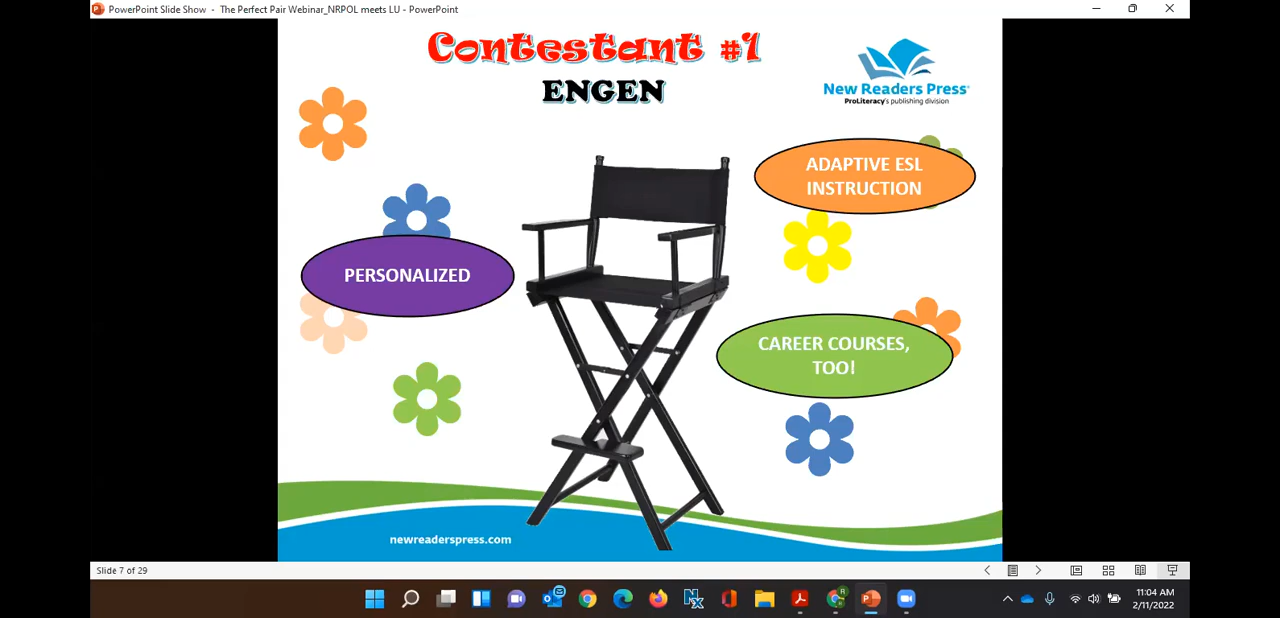 PowerPoint Slide Show - The Perfect Pair Webinar_NRPOL meets LU - PowerPoint
Contestant #1
ENGEN
New Readers Press®
ProLiteracy's publishing division
ADAPTIVE ESL
INSTRUCTION
PERSONALIZED
CAREER COURSES,
TOO!
newreaderspress.com
Slide 7 of 29
11:04 AM
2/11/2022